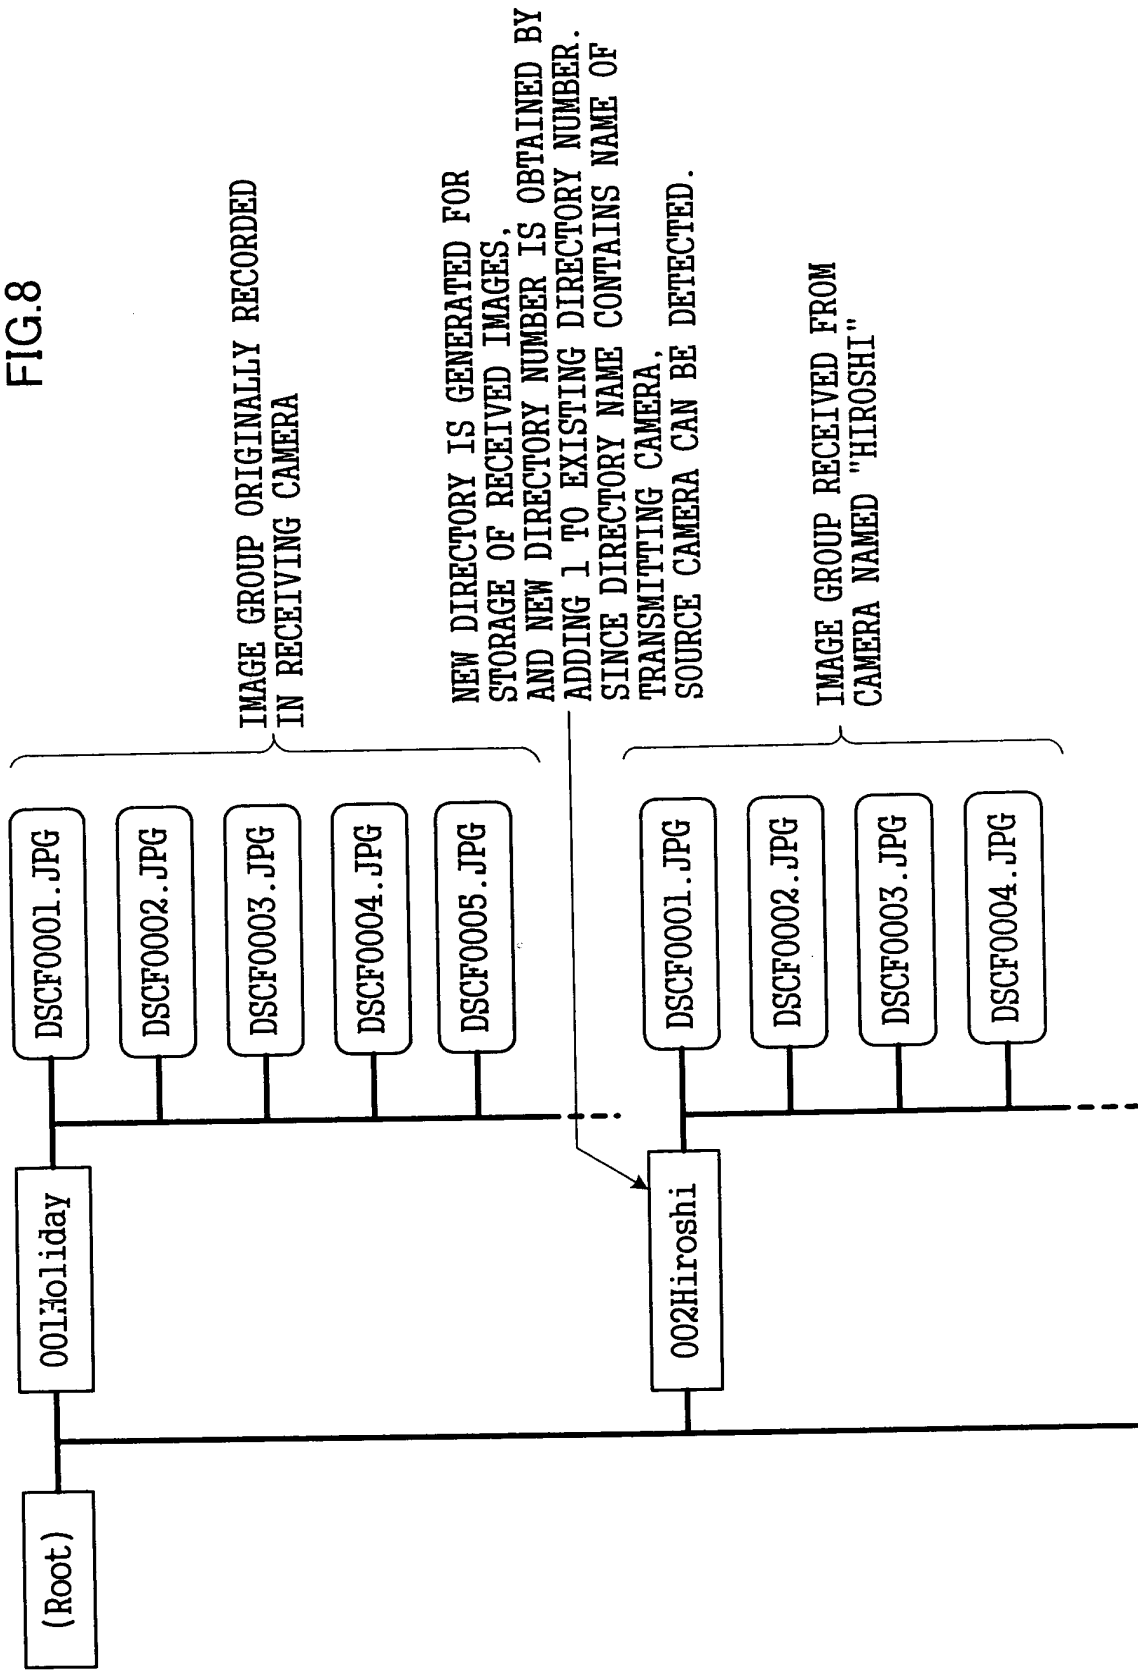 FIG.8
(Root)
001Holiday
DSCF0001.JPG
DSCF0002.JPG
DSCF0003.JPG
DSCF0004.JPG
DSCF0005.JPG
IMAGE GROUP ORIGINALLY RECORDED
IN RECEIVING CAMERA
NEW DIRECTORY IS GENERATED FOR
STORAGE OF RECEIVED IMAGES,
AND NEW DIRECTORY NUMBER IS OBTAINED BY
ADDING 1 TO EXISTING DIRECTORY NUMBER.
SINCE DIRECTORY NAME CONTAINS NAME OF
TRANSMITTING CAMERA,
SOURCE CAMERA CAN BE DETECTED.
002Hiroshi
DSCF0001.JPG
DSCF0002.JPG
DSCF0003.JPG
DSCF0004.JPG
IMAGE GROUP RECEIVED FROM
CAMERA NAMED "HIROSHI"